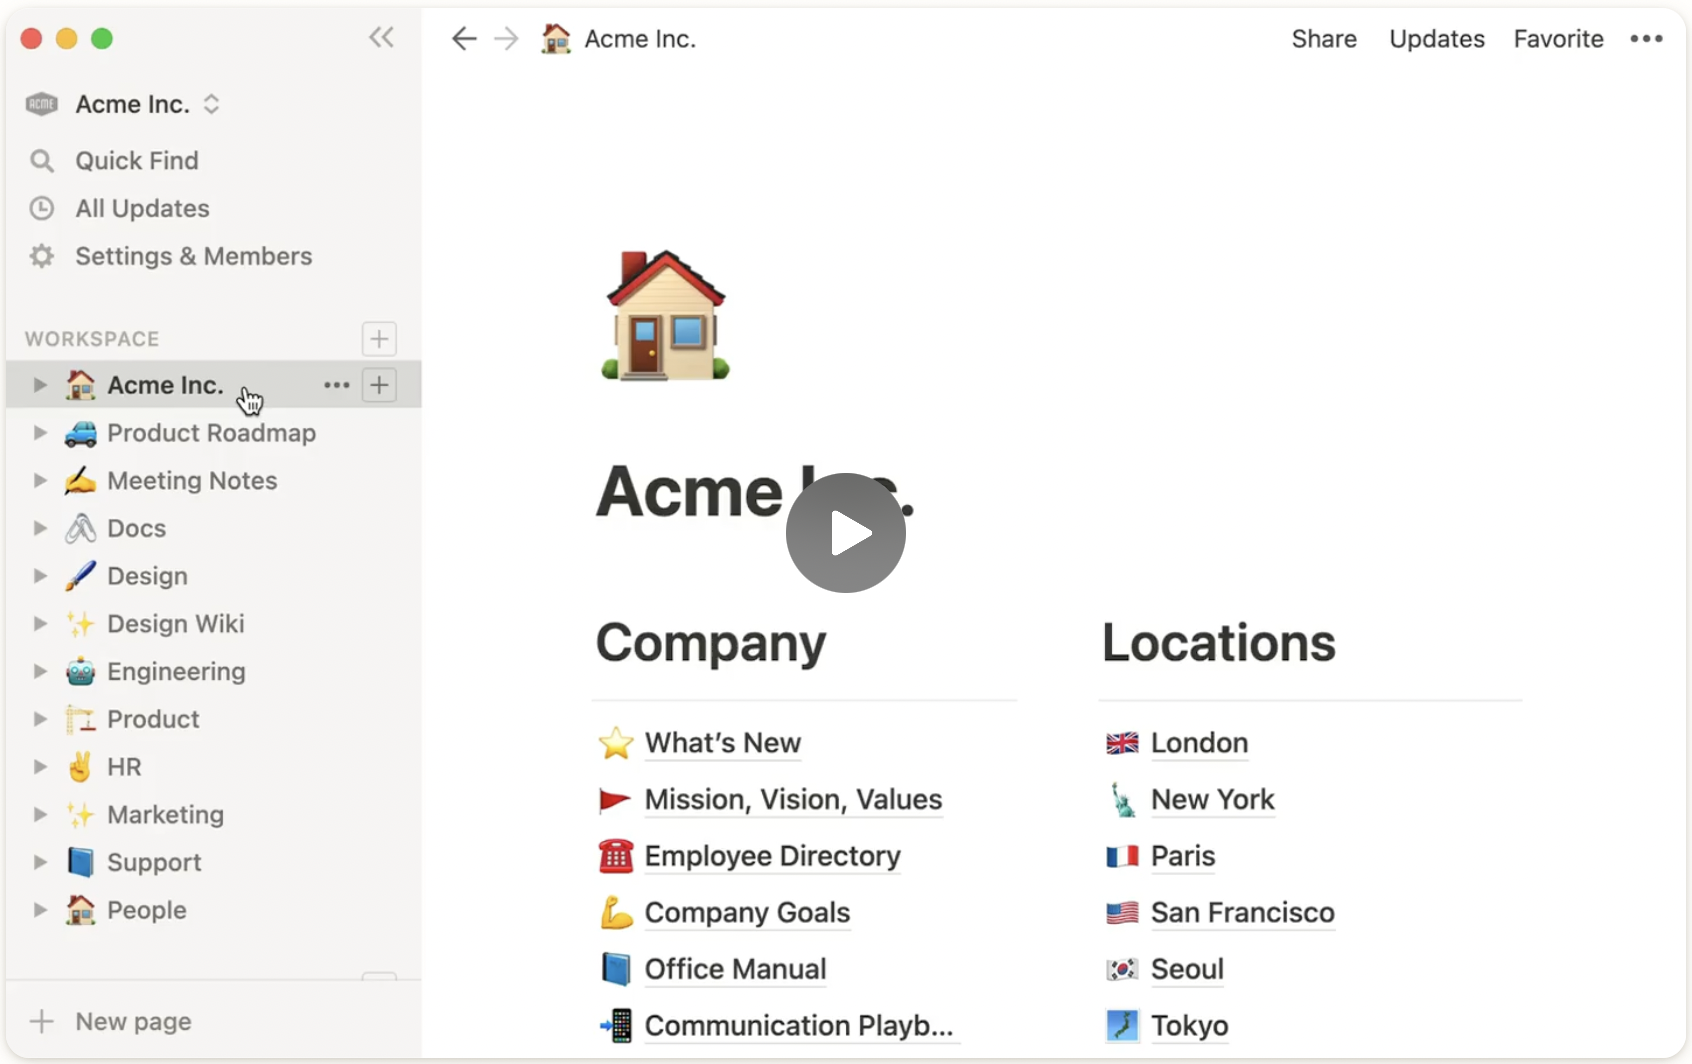 Acme Inc.
Share
Updates
Favorite
ACME
Acme Inc.
Quick Find
All Updates
Settings & Members
WORKSPACE
Acme Inc.
Product Roadmap
Meeting Notes
Docs
Design
Design Wiki
Engineering
Product
HR
Marketing
Support
People
New page
Acme Inc.
Company
What’s New
Mission, Vision, Values
Employee Directory
Company Goals
Office Manual
Communication Playb...
Locations
London
New York
Paris
San Francisco
Seoul
Tokyo